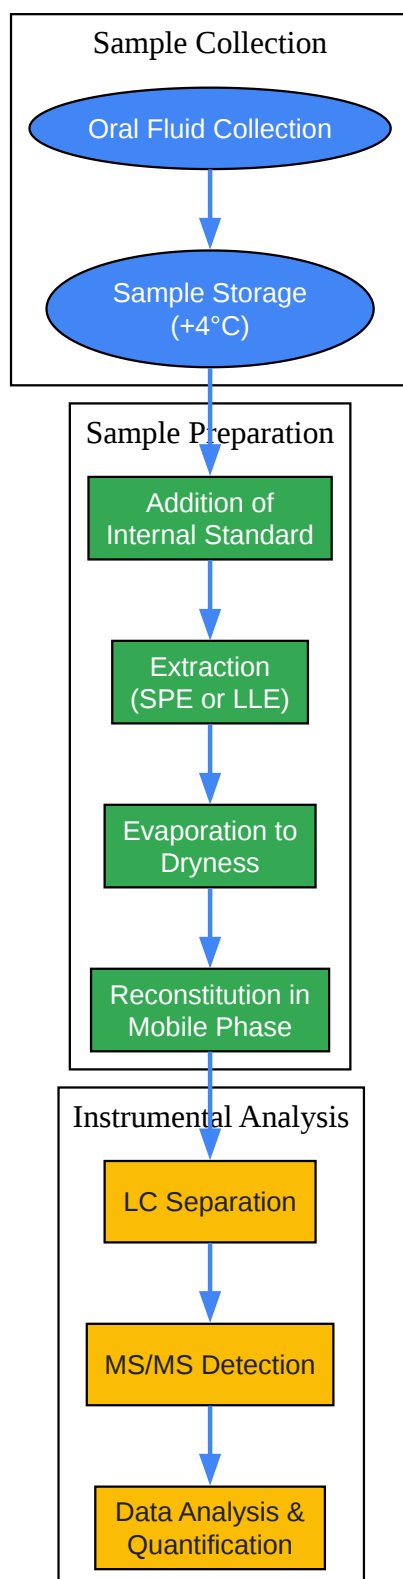 Sample Collection
Oral Fluid Collection
Sample Storage
(+4°C)
Sample Preparation
Addition of
Internal Standard
Extraction
(SPE or LLE)
Evaporation to
Dryness
Reconstitution in
Mobile Phase
Instrumental Analysis
LC Separation
MS/MS Detection
Data Analysis &
Quantification